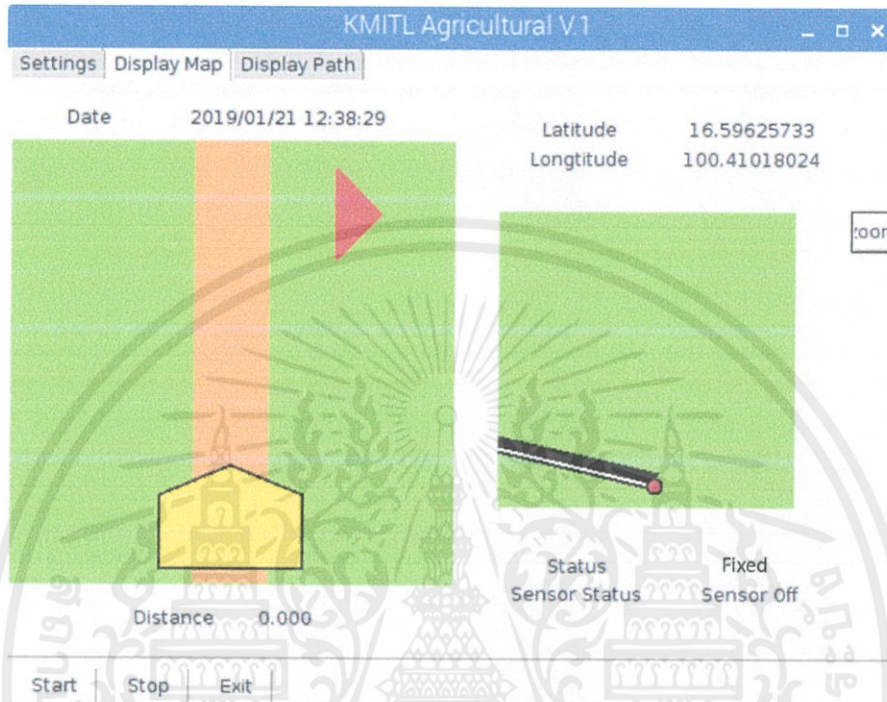 KMITL Agricultural V.1
Settings Display Map Display Path
Date 2019/01/21 12:38:29
Latitude 16.59625733
Longtitude 100.41018024
zoom
Status Fixed
Sensor Status Sensor Off
Distance 0.000
Start Stop Exit